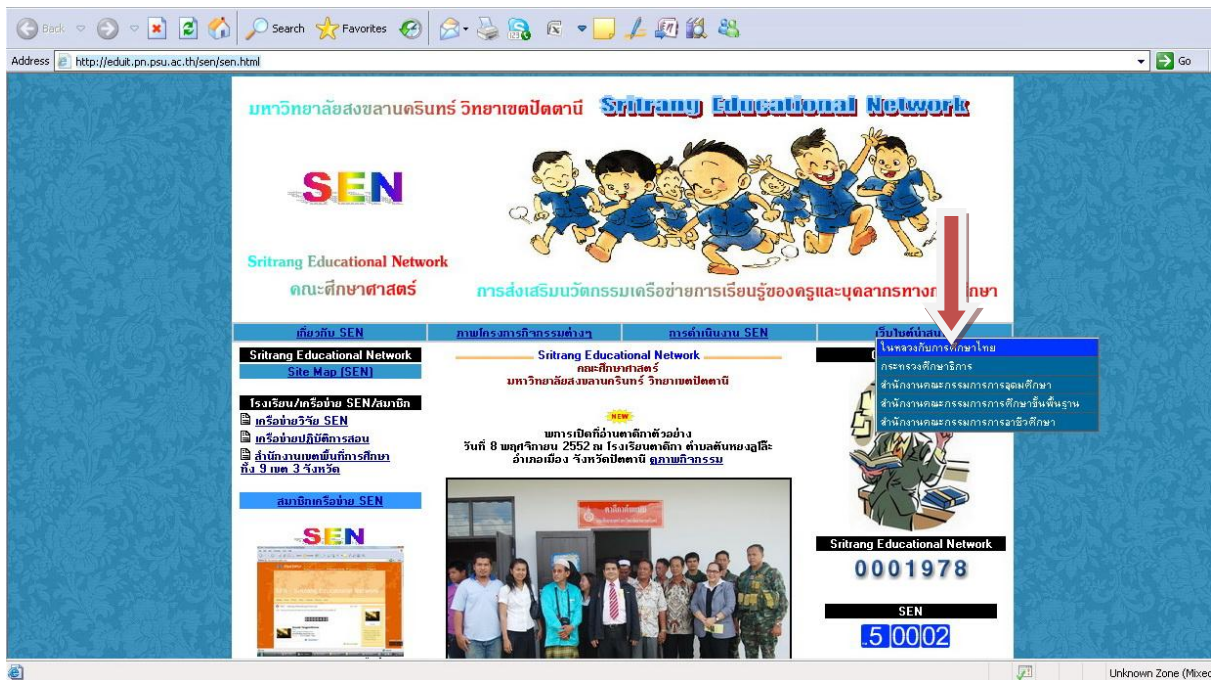 Back
Search
Favorites
Address http://eduit.pn.psu.ac.th/sen/sen.html
Go
มหาวิทยาลัยสงขลานครินทร์ วิทยาเขตปัตตานี
Sritrang Educational Network
SEN
Sritrang Educational Network
คณะศึกษาศาสตร์
การส่งเสริมนวัตกรรมเครือข่ายการเรียนรู้ของครูและบุคลากรทาง
เกี่ยวกับ SEN
ภาพโครงการกิจกรรมต่างๆ
การดำเนินงาน SEN
เว็บไซต์น่าสน
ในหลวงกับการศึกษาไทย
กระทรวงศึกษาธิการ
สำนักงานคณะกรรมการการอุดมศึกษา
สำนักงานคณะกรรมการการศึกษาขั้นพื้นฐาน
สำนักงานคณะกรรมการการอาชีวศึกษา
Sritrang Educational Network
Site Map (SEN)
โรงเรียน/เครือข่าย SEN/สมาชิก
เครือข่ายวิจัย SEN
เครือข่ายปฏิบัติการสอน
สำนักงานเขตพื้นที่การศึกษา
ทั้ง 9 เขต 3 จังหวัด
สมาชิกเครือข่าย SEN
SEN
Sritrang Educational Network
คณะศึกษาศาสตร์
มหาวิทยาลัยสงขลานครินทร์ วิทยาเขตปัตตานี
NEW
พการเปิดที่อ่านตาดีกาตัวอย่าง
วันที่ 8 พฤศจิกายน 2552 ณ โรงเรียนตาดีกา ตำบลตันหยงลุโล๊ะ
อำเภอเมือง จังหวัดปัตตานี ดูภาพกิจกรรม
Sritrang Educational Network
0001978
SEN
50002
Unknown Zone (Mixed